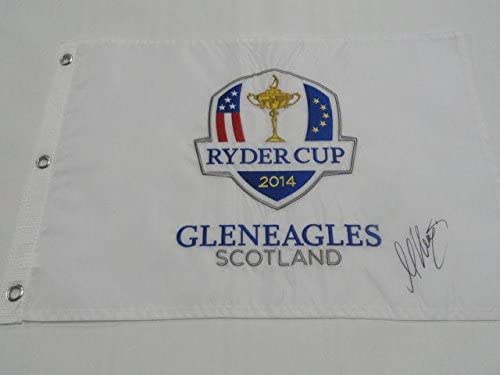 RYDER CUP
2014
GLENEAGLES
SCOTLAND